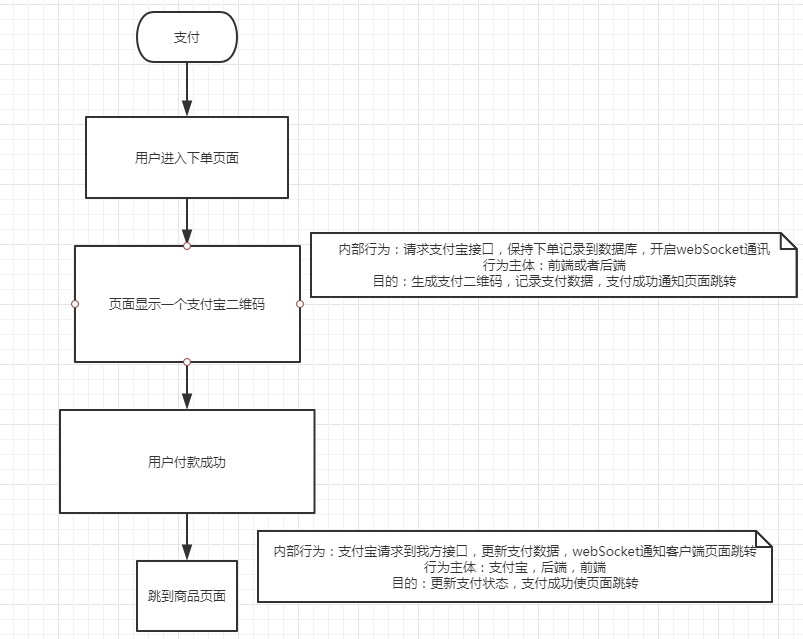 支付
用户进入下单页面
内部行为：请求支付宝接口，保持下单记录到数据库，开启webSocket通讯
行为主体：前端或者后端
目的：生成支付二维码，记录支付数据，支付成功通知页面跳转
页面显示一个支付宝二维码
用户付款成功
内部行为：支付宝请求到我方接口，更新支付数据，webSocket通知客户端页面跳转
行为主体：支付宝，后端，前端
目的：更新支付状态，支付成功使页面跳转
跳到商品页面